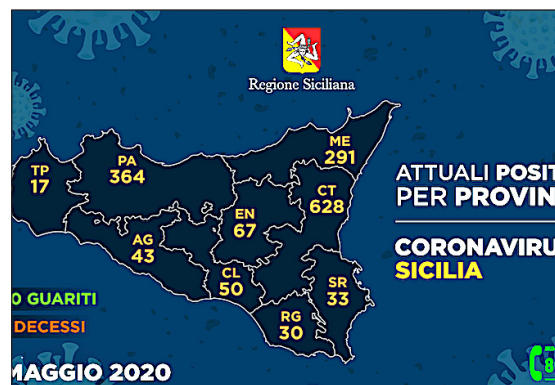 Regione Siciliana
ME
291
PA
364
TP
17
CT
628
EN
67
AG
43
CL
50
SR
33
RG
30
ATTUALI POSIT
PER PROVIN
CORONAVIRU
SICILIA
0 GUARITI
DECESSI
MAGGIO 2020
8